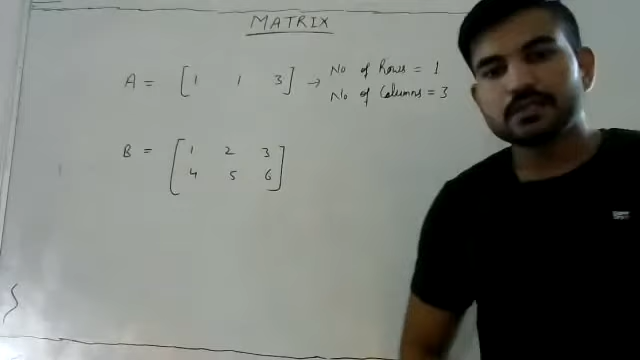 MATRIX
A = [ 1 1 3 ] → No of Rows = 1
No of Columns = 3
B = [ 1 2 3
4 5 6 ]